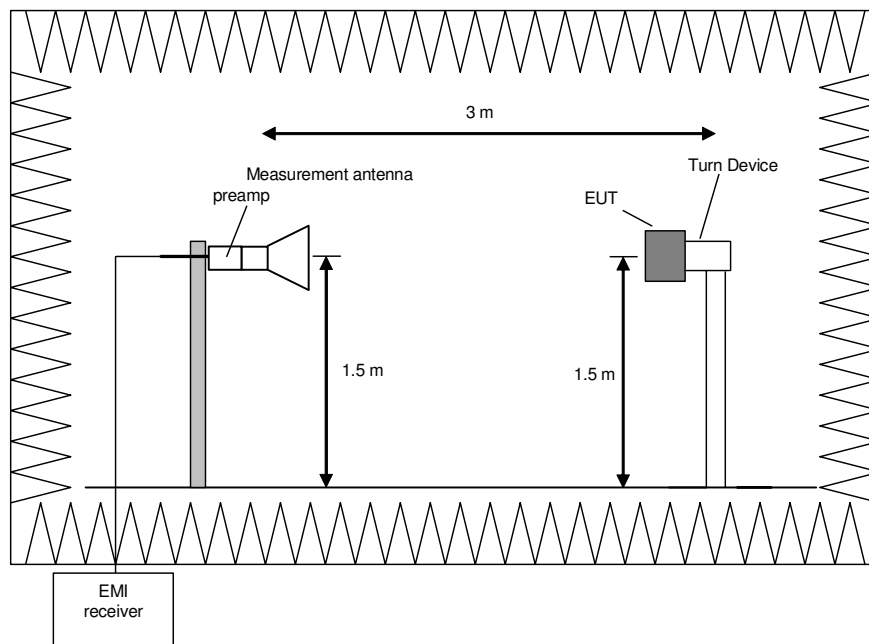 3 m
Measurement antenna
preamp
Turn Device
EUT
1.5 m
1.5 m
EMI
receiver